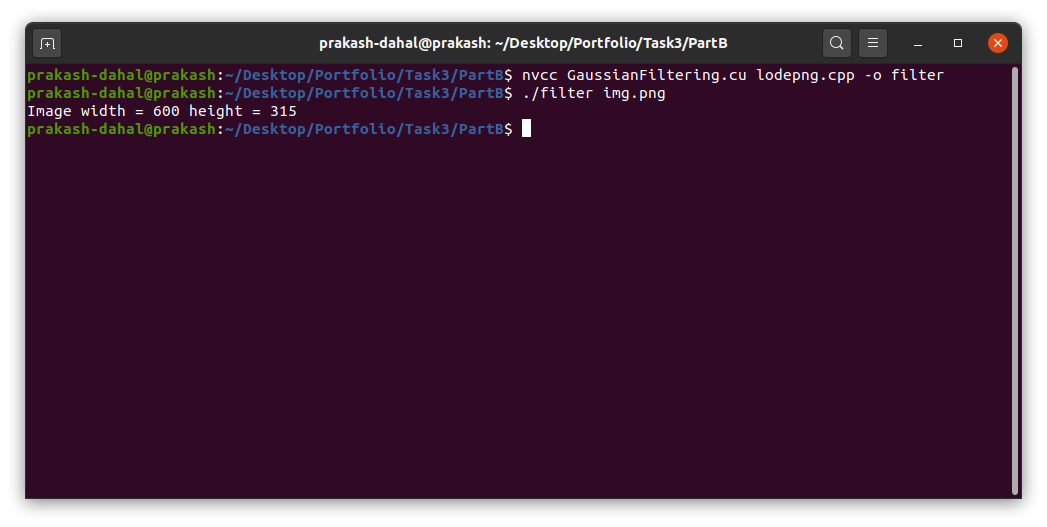 prakash-dahal@prakash: ~/Desktop/Portfolio/Task3/PartB
prakash-dahal@prakash:~/Desktop/Portfolio/Task3/PartB$ nvcc GaussianFiltering.cu lodepng.cpp -o filter
prakash-dahal@prakash:~/Desktop/Portfolio/Task3/PartB$ ./filter img.png
Image width = 600 height = 315
prakash-dahal@prakash:~/Desktop/Portfolio/Task3/PartB$